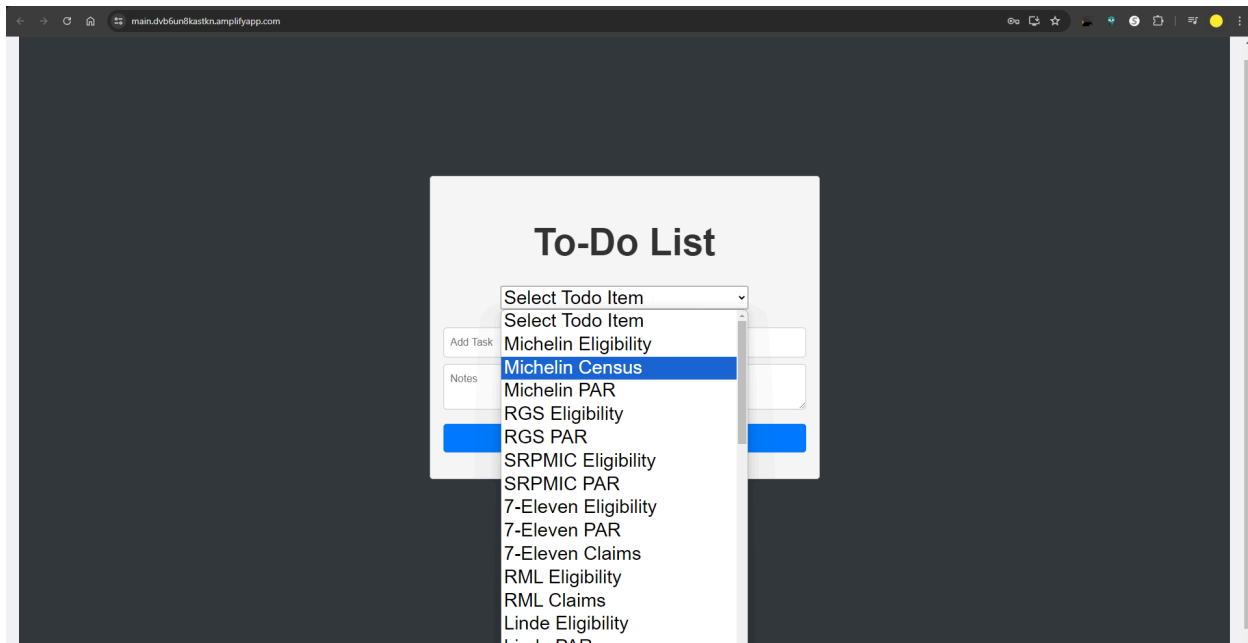 main.dvb6un8kastkn.amplifyapp.com
To-Do List
Select Todo Item
Select Todo Item
Add Task
Michelin Eligibility
Michelin Census
Notes
Michelin PAR
RGS Eligibility
RGS PAR
SRPMIC Eligibility
SRPMIC PAR
7-Eleven Eligibility
7-Eleven PAR
7-Eleven Claims
RML Eligibility
RML Claims
Linde Eligibility
Linde PAR